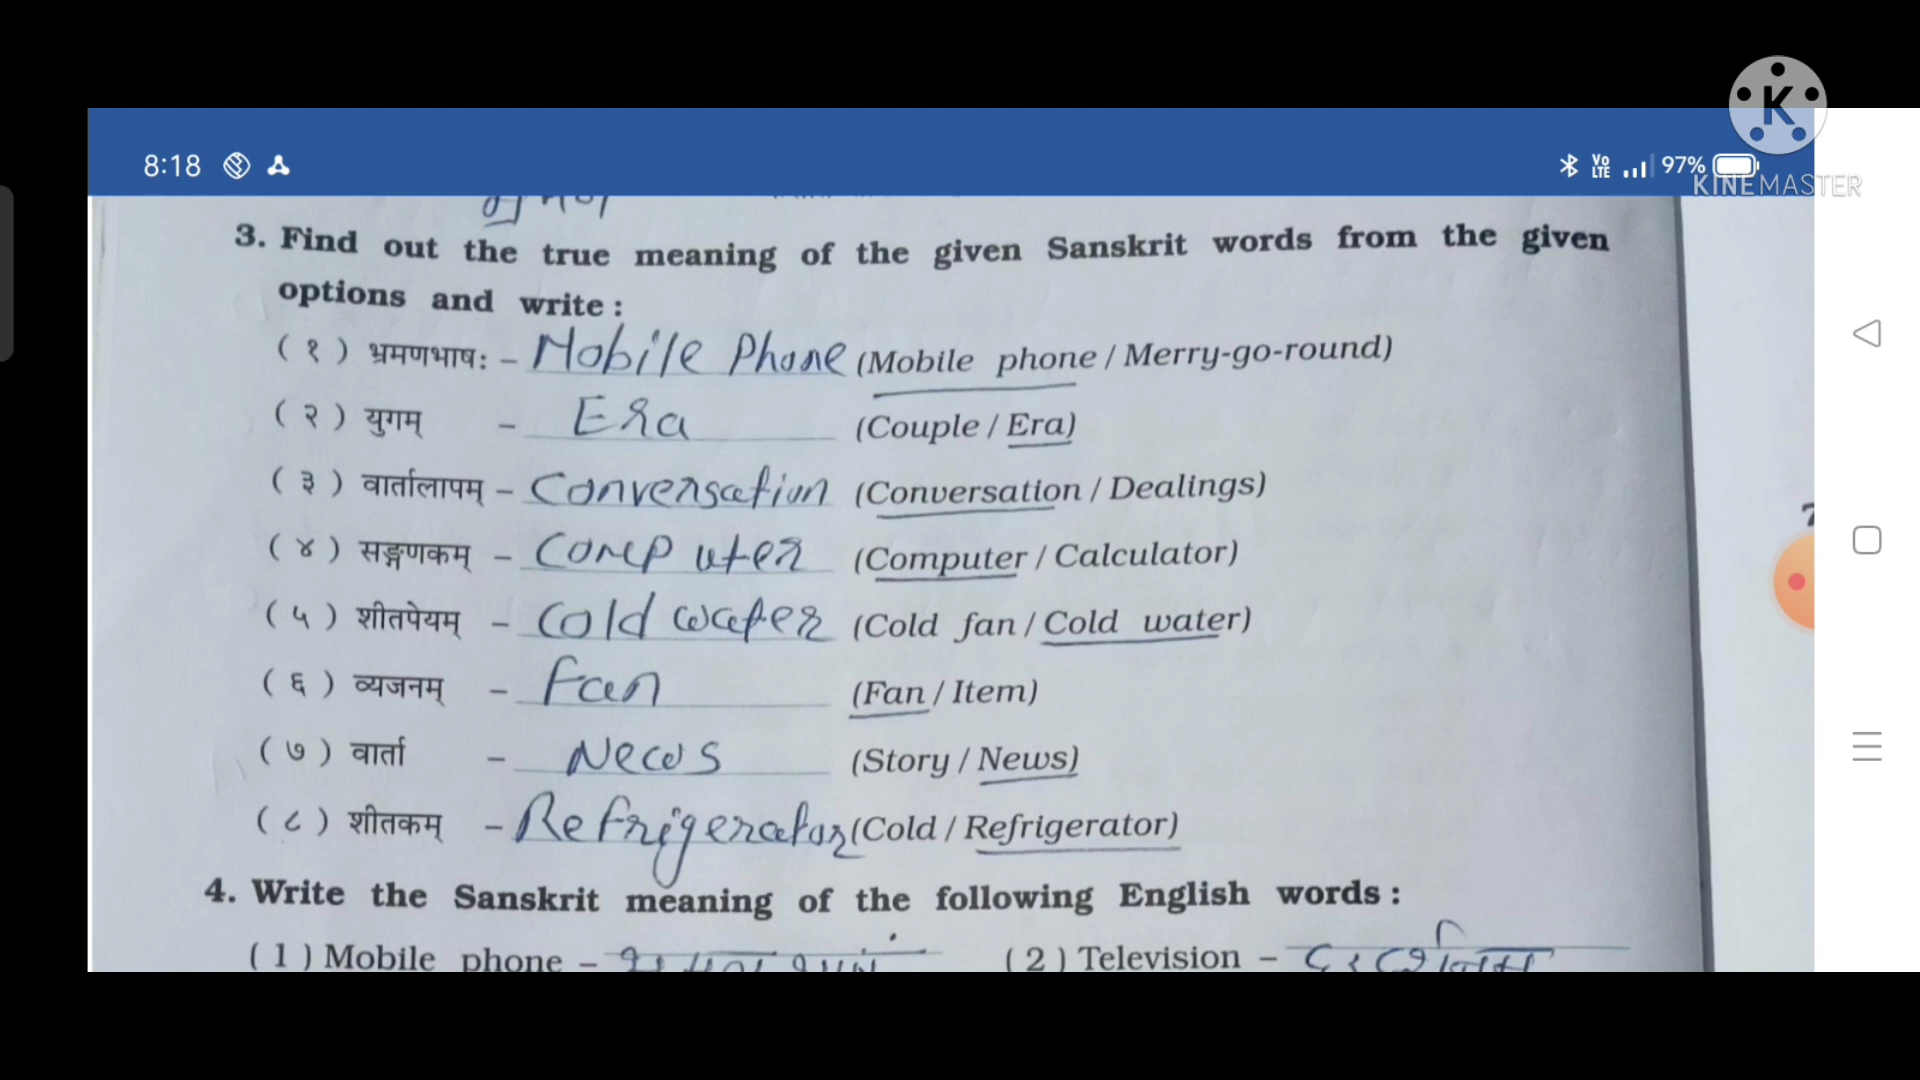 8:18 Vo LTE 97%
KINEMASTER
3. Find out the true meaning of the given Sanskrit words from the given
options and write :
( १ ) भ्रमणभाषः – Mobile Phone (Mobile phone / Merry-go-round)
( २ ) युगम् – Era (Couple / Era)
( ३ ) वार्तालापम् – Conversation (Conversation / Dealings)
( ४ ) सङ्गणकम् – Computer (Computer / Calculator)
( ५ ) शीतपेयम् – Cold water (Cold fan / Cold water)
( ६ ) व्यजनम् – Fan (Fan / Item)
( ७ ) वार्ता – News (Story / News)
( ८ ) शीतकम् – Refrigerator (Cold / Refrigerator)
4. Write the Sanskrit meaning of the following English words :
( 1 ) Mobile phone – ( 2 ) Television –